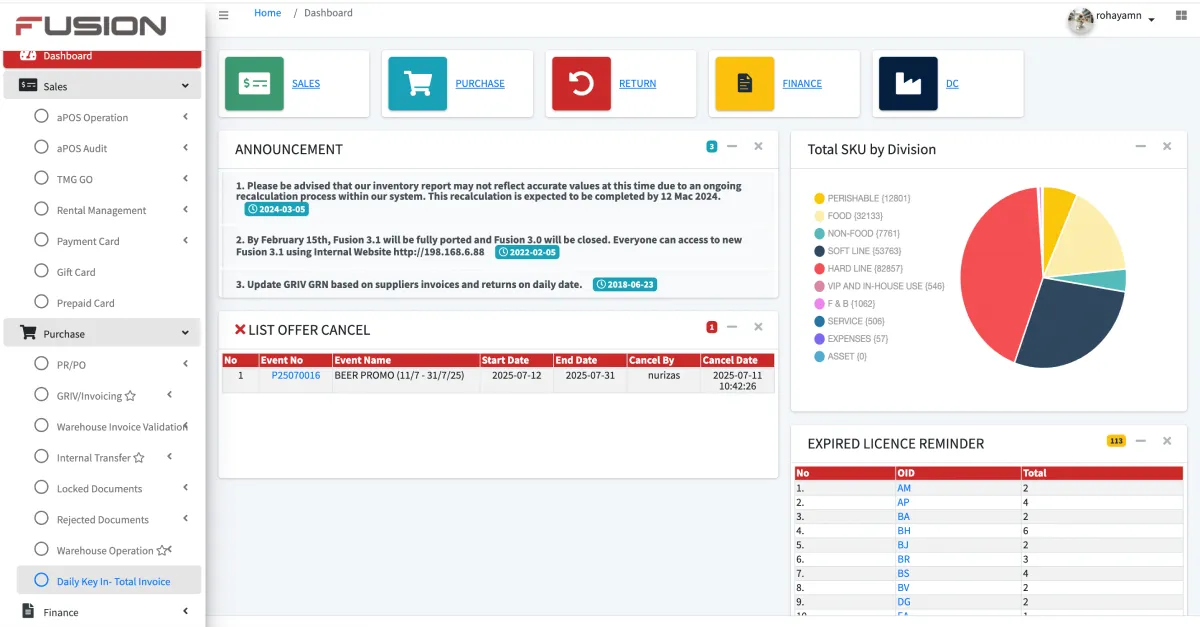 FUSION
Dashboard
Sales
aPOS Operation
aPOS Audit
TMG GO
Rental Management
Payment Card
Gift Card
Prepaid Card
Purchase
PR/PO
GRIV/Invoicing
Warehouse Invoice Validation
Internal Transfer
Locked Documents
Rejected Documents
Warehouse Operation
Daily Key In- Total Invoice
Finance
Home / Dashboard
rohayamn
SALES
PURCHASE
RETURN
FINANCE
DC
ANNOUNCEMENT 3
1. Please be advised that our inventory report may not reflect accurate values at this time due to an ongoing
recalculation process within our system. This recalculation is expected to be completed by 12 Mac 2024.
2024-03-05
2. By February 15th, Fusion 3.1 will be fully ported and Fusion 3.0 will be closed. Everyone can access to new
Fusion 3.1 using Internal Website http://198.168.6.88 2022-02-05
3. Update GRIV GRN based on suppliers invoices and returns on daily date. 2018-06-23
LIST OFFER CANCEL 1
No Event No Event Name Start Date End Date Cancel By Cancel Date
1 P25070016 BEER PROMO (11/7 - 31/7/25) 2025-07-12 2025-07-31 nurizas 2025-07-11
10:42:26
Total SKU by Division
PERISHABLE {12801}
FOOD {32133}
NON-FOOD {7761}
SOFT LINE {53763}
HARD LINE {82857}
VIP AND IN-HOUSE USE {546}
F & B {1062}
SERVICE {506}
EXPENSES {57}
ASSET {0}
EXPIRED LICENCE REMINDER 113
No OID Total
1. AM 2
2. AP 4
3. BA 2
4. BH 6
5. BJ 2
6. BR 3
7. BS 4
8. BV 2
9. DG 2